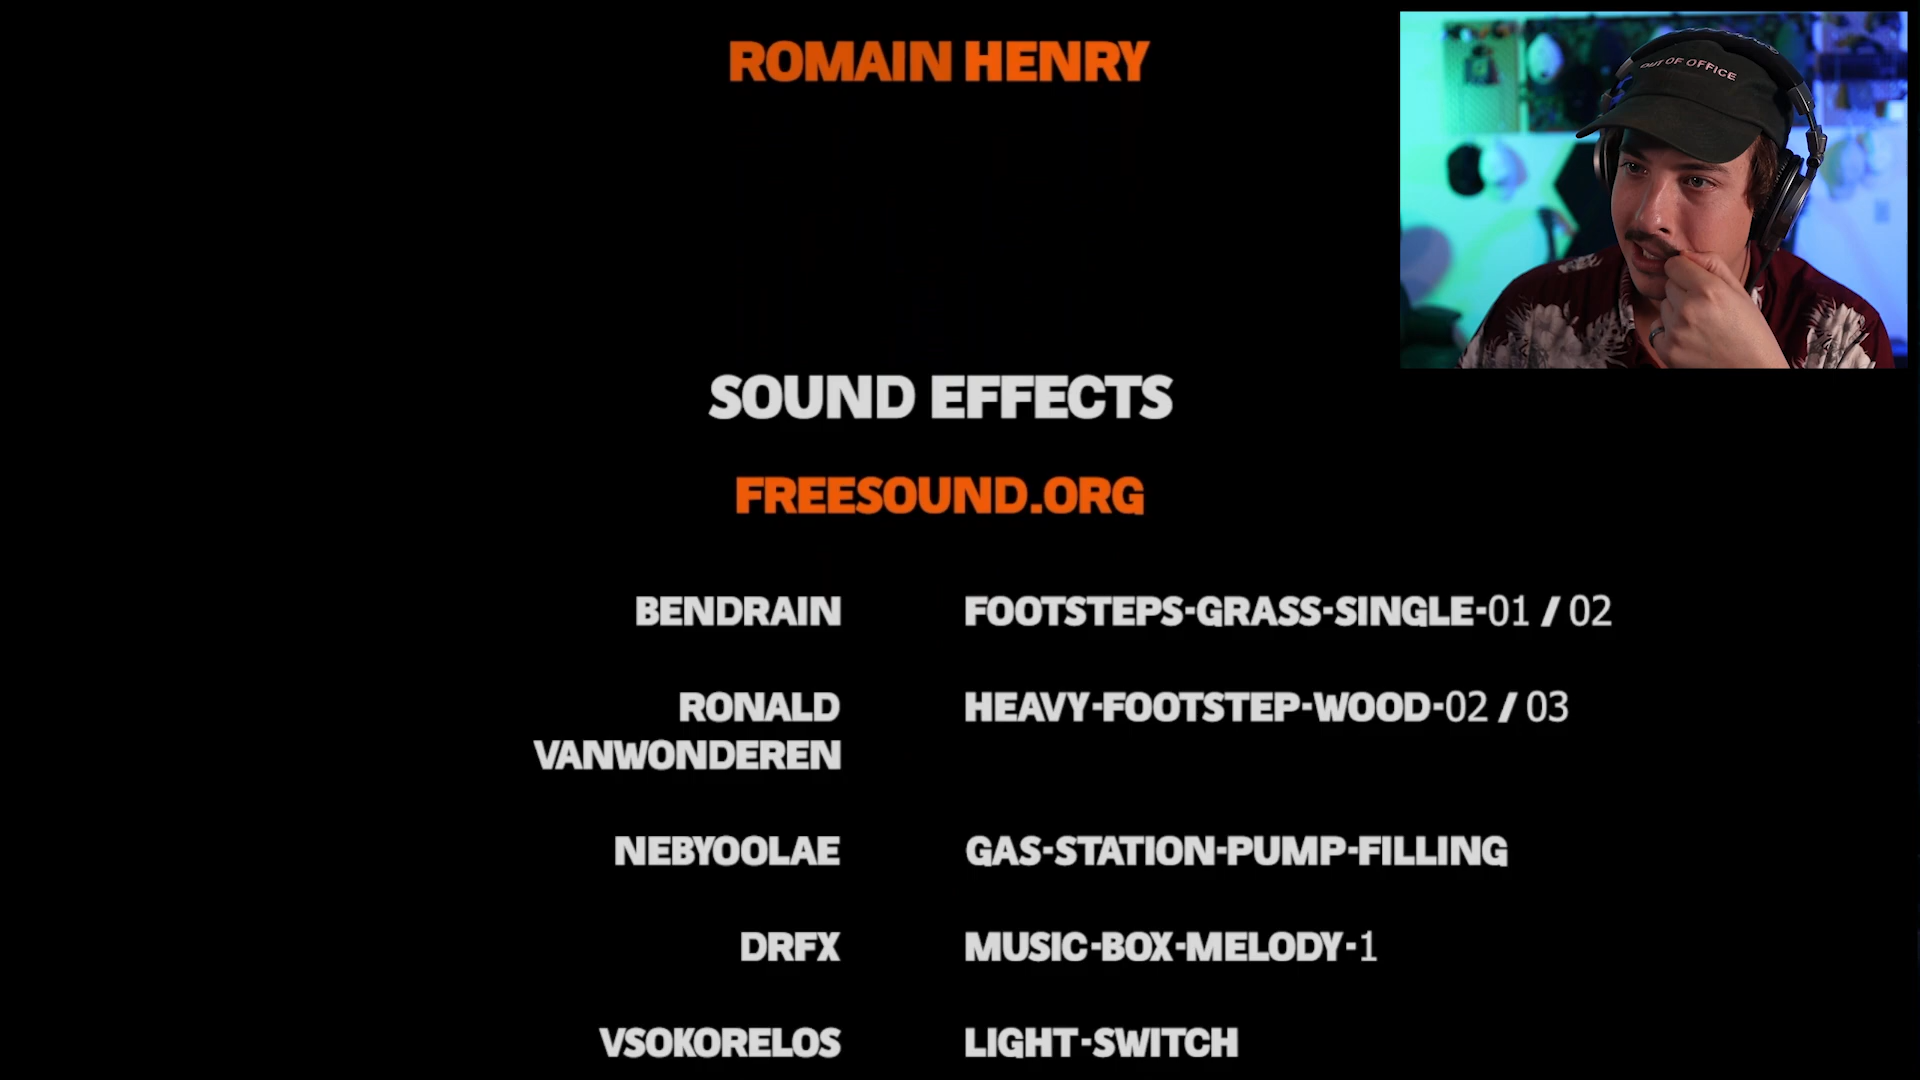 ROMAIN HENRY
OUT OF OFFICE
SOUND EFFECTS
FREESOUND.ORG
BENDRAIN FOOTSTEPS-GRASS-SINGLE-01 / 02
RONALD HEAVY-FOOTSTEP-WOOD-02 / 03
VANWONDEREN
NEBYOOLAE GAS-STATION-PUMP-FILLING
DRFX MUSIC-BOX-MELODY-1
VSOKORELOS LIGHT-SWITCH